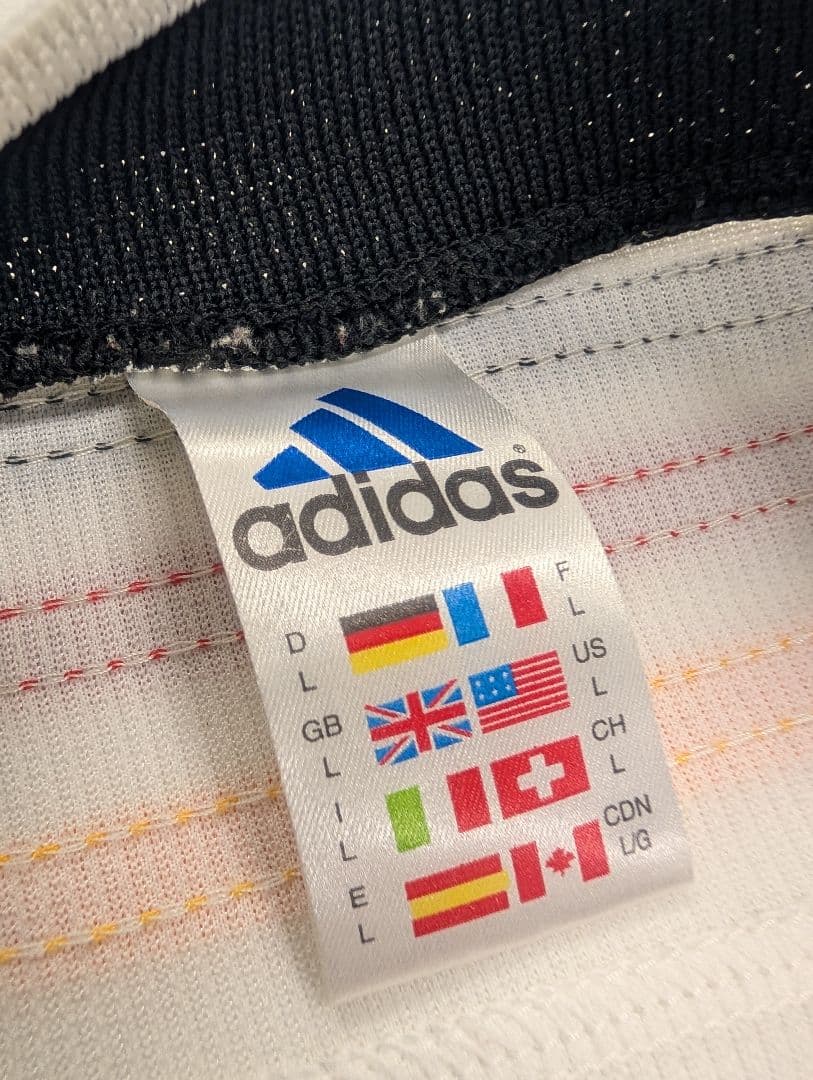 adidas®
D F
L L
GB US
L L
I CH
L L
E CDN
L L/G